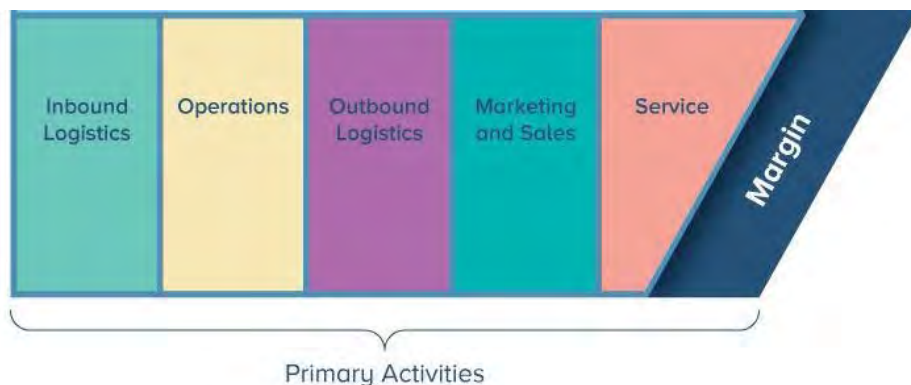 Inbound
Logistics
Operations
Outbound
Logistics
Marketing
and Sales
Service
Margin
Primary Activities